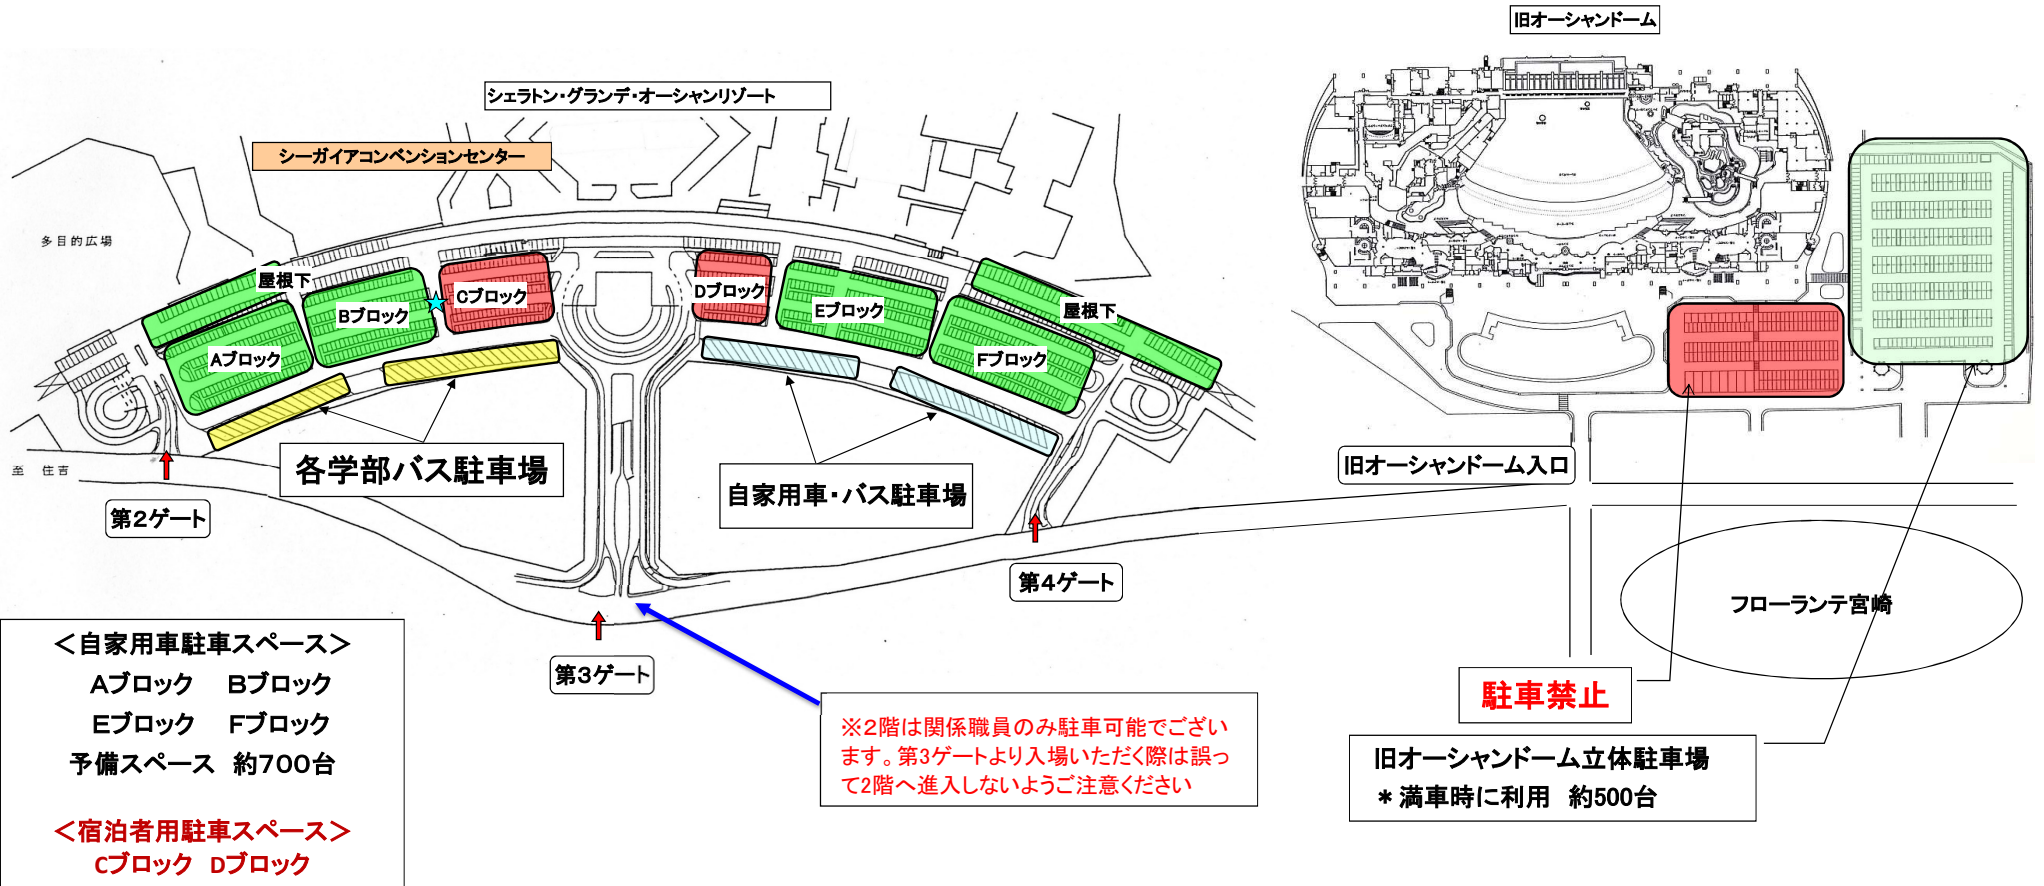 旧オーシャンドーム
シェラトン・グランデ・オーシャンリゾート
シーガイアコンベンションセンター
多目的広場
屋根下
Aブロック
Bブロック
Cブロック
Dブロック
Eブロック
Fブロック
屋根下
各学部バス駐車場
自家用車・バス駐車場
旧オーシャンドーム入口
至 住吉
第2ゲート
第3ゲート
第4ゲート
フローランテ宮崎
＜自家用車駐車スペース＞
Aブロック Bブロック
Eブロック Fブロック
予備スペース 約700台
＜宿泊者用駐車スペース＞
Cブロック Dブロック
※2階は関係職員のみ駐車可能でござい
ます。第3ゲートより入場いただく際は誤っ
て2階へ進入しないようご注意ください
駐車禁止
旧オーシャンドーム立体駐車場
＊満車時に利用 約500台